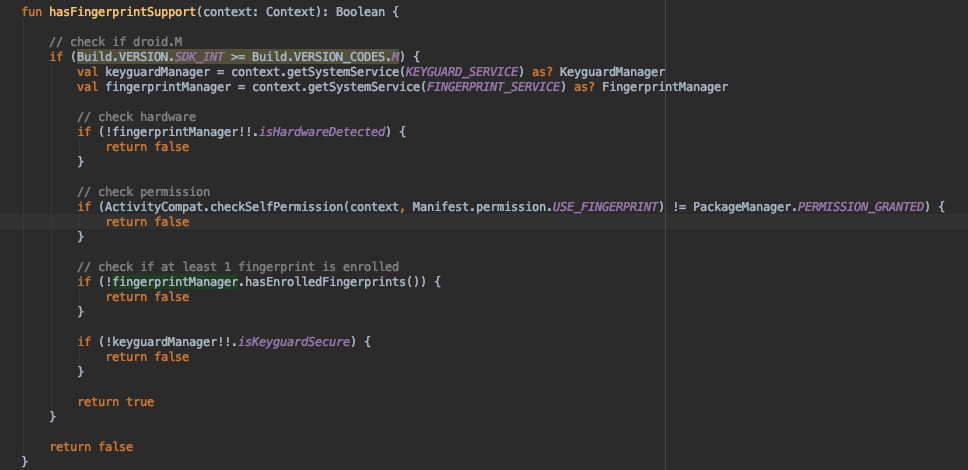 fun hasFingerprintSupport(context: Context): Boolean {
// check if droid.M
if (Build.VERSION.SDK_INT >= Build.VERSION_CODES.M) {
val keyguardManager = context.getSystemService(KEYGUARD_SERVICE) as? KeyguardManager
val fingerprintManager = context.getSystemService(FINGERPRINT_SERVICE) as? FingerprintManager
// check hardware
if (!fingerprintManager!!.isHardwareDetected) {
return false
}
// check permission
if (ActivityCompat.checkSelfPermission(context, Manifest.permission.USE_FINGERPRINT) != PackageManager.PERMISSION_GRANTED) {
return false
}
// check if at least 1 fingerprint is enrolled
if (!fingerprintManager.hasEnrolledFingerprints()) {
return false
}
if (!keyguardManager!!.isKeyguardSecure) {
return false
}
return true
}
return false
}